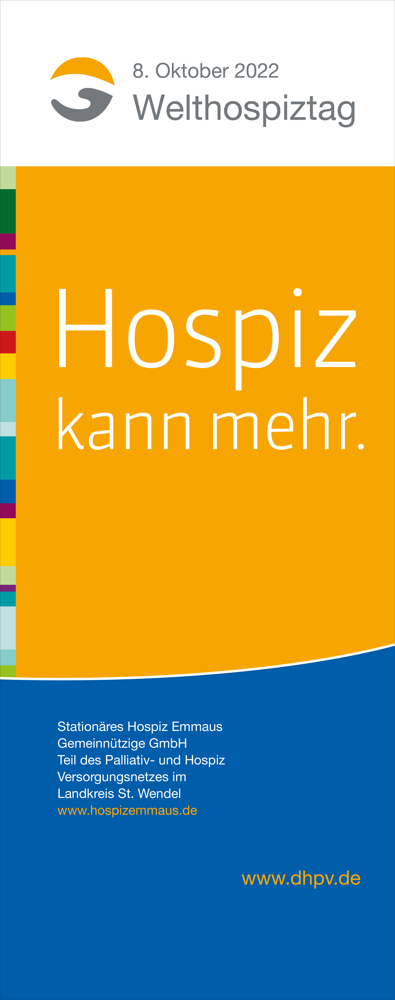 8. Oktober 2022
Welthospiztag
Hospiz
kann mehr.
Stationäres Hospiz Emmaus
Gemeinnützige GmbH
Teil des Palliativ- und Hospiz
Versorgungsnetzes im
Landkreis St. Wendel
www.hospizemmaus.de
www.dhpv.de